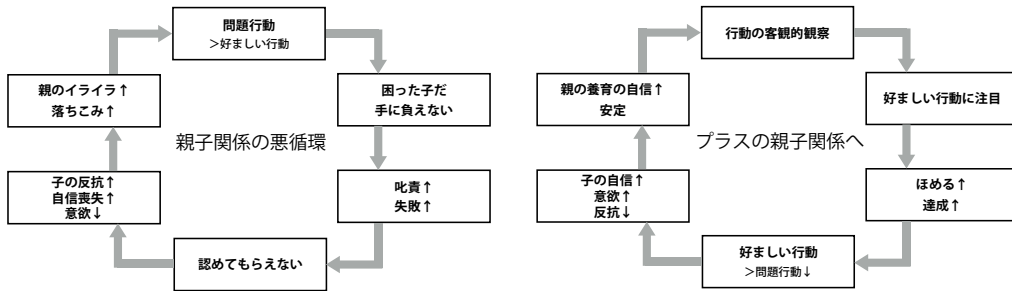 問題行動
>好ましい行動
困った子だ
手に負えない
叱責↑
失敗↑
認めてもらえない
子の反抗↑
自信喪失↑
意欲↓
親のイライラ↑
落ちこみ↑
親子関係の悪循環
行動の客観的観察
好ましい行動に注目
ほめる↑
達成↑
好ましい行動
>問題行動↓
子の自信↑
意欲↑
反抗↓
親の養育の自信↑
安定
プラスの親子関係へ